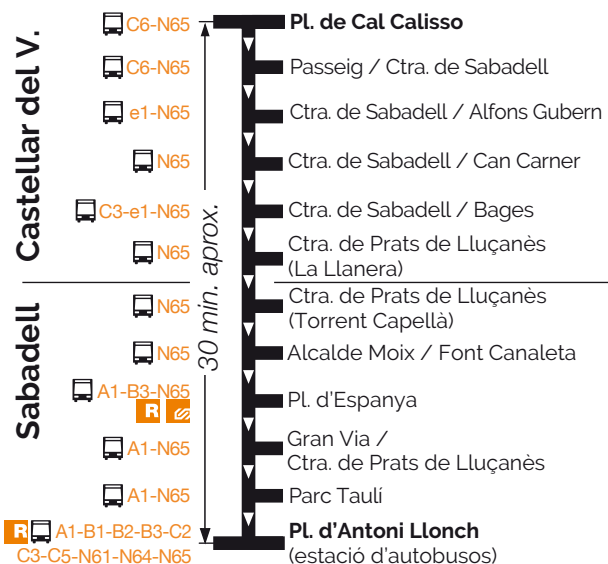 Castellar del V.
C6-N65
Pl. de Cal Calisso
C6-N65
Passeig / Ctra. de Sabadell
e1-N65
Ctra. de Sabadell / Alfons Gubern
N65
Ctra. de Sabadell / Can Carner
C3-e1-N65
Ctra. de Sabadell / Bages
N65
Ctra. de Prats de Lluçanès
(La Llanera)
30 min. aprox.
Sabadell
N65
Ctra. de Prats de Lluçanès
(Torrent Capellà)
N65
Alcalde Moix / Font Canaleta
A1-B3-N65
R
Pl. d'Espanya
A1-N65
Gran Via /
Ctra. de Prats de Lluçanès
A1-N65
Parc Taulí
R A1-B1-B2-B3-C2
C3-C5-N61-N64-N65
Pl. d'Antoni Llonch
(estació d'autobusos)